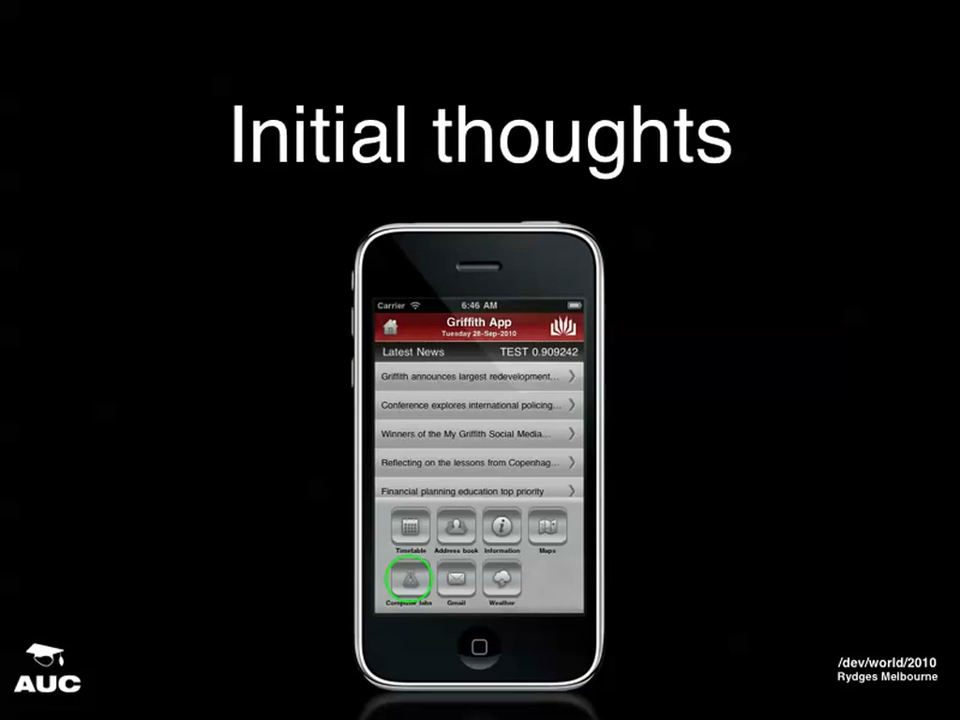 Initial thoughts
Carrier 6:46 AM
Griffith App
Tuesday 28-Sep-2010
Latest News TEST 0.909242
Griffith announces largest redevelopment...
Conference explores international policing...
Winners of the My Griffith Social Media...
Reflecting on the lessons from Copenhag...
Financial planning education top priority
Timetable Address book Information Maps
Computer labs Gmail Weather
AUC
/dev/world/2010
Rydges Melbourne